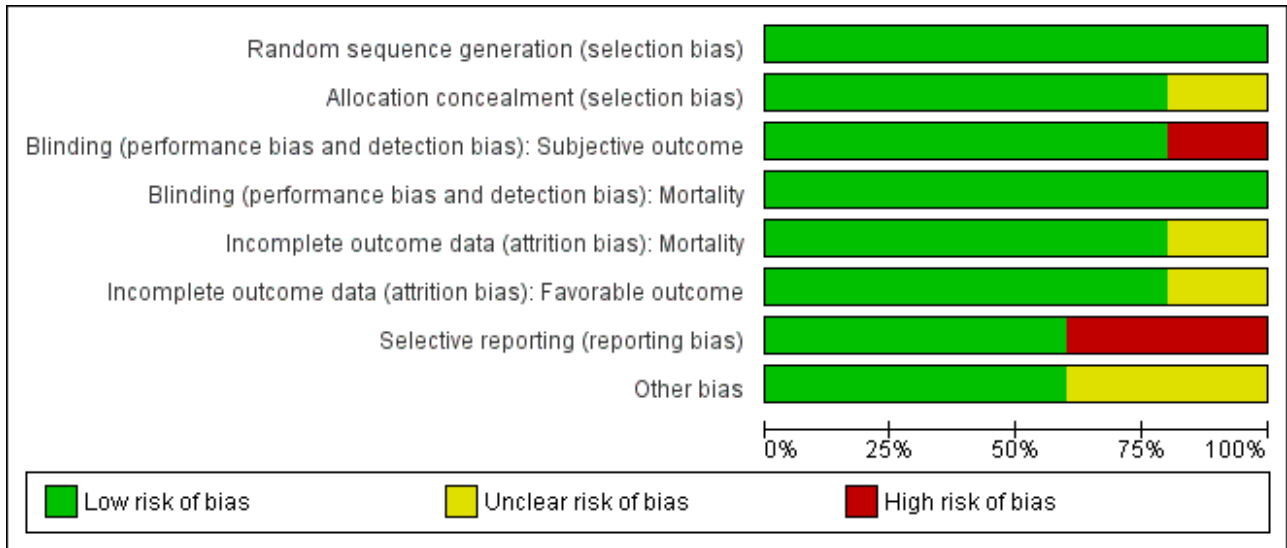 Random sequence generation (selection bias)
Allocation concealment (selection bias)
Blinding (performance bias and detection bias): Subjective outcome
Blinding (performance bias and detection bias): Mortality
Incomplete outcome data (attrition bias): Mortality
Incomplete outcome data (attrition bias): Favorable outcome
Selective reporting (reporting bias)
Other bias
0% 25% 50% 75% 100%
Low risk of bias Unclear risk of bias High risk of bias